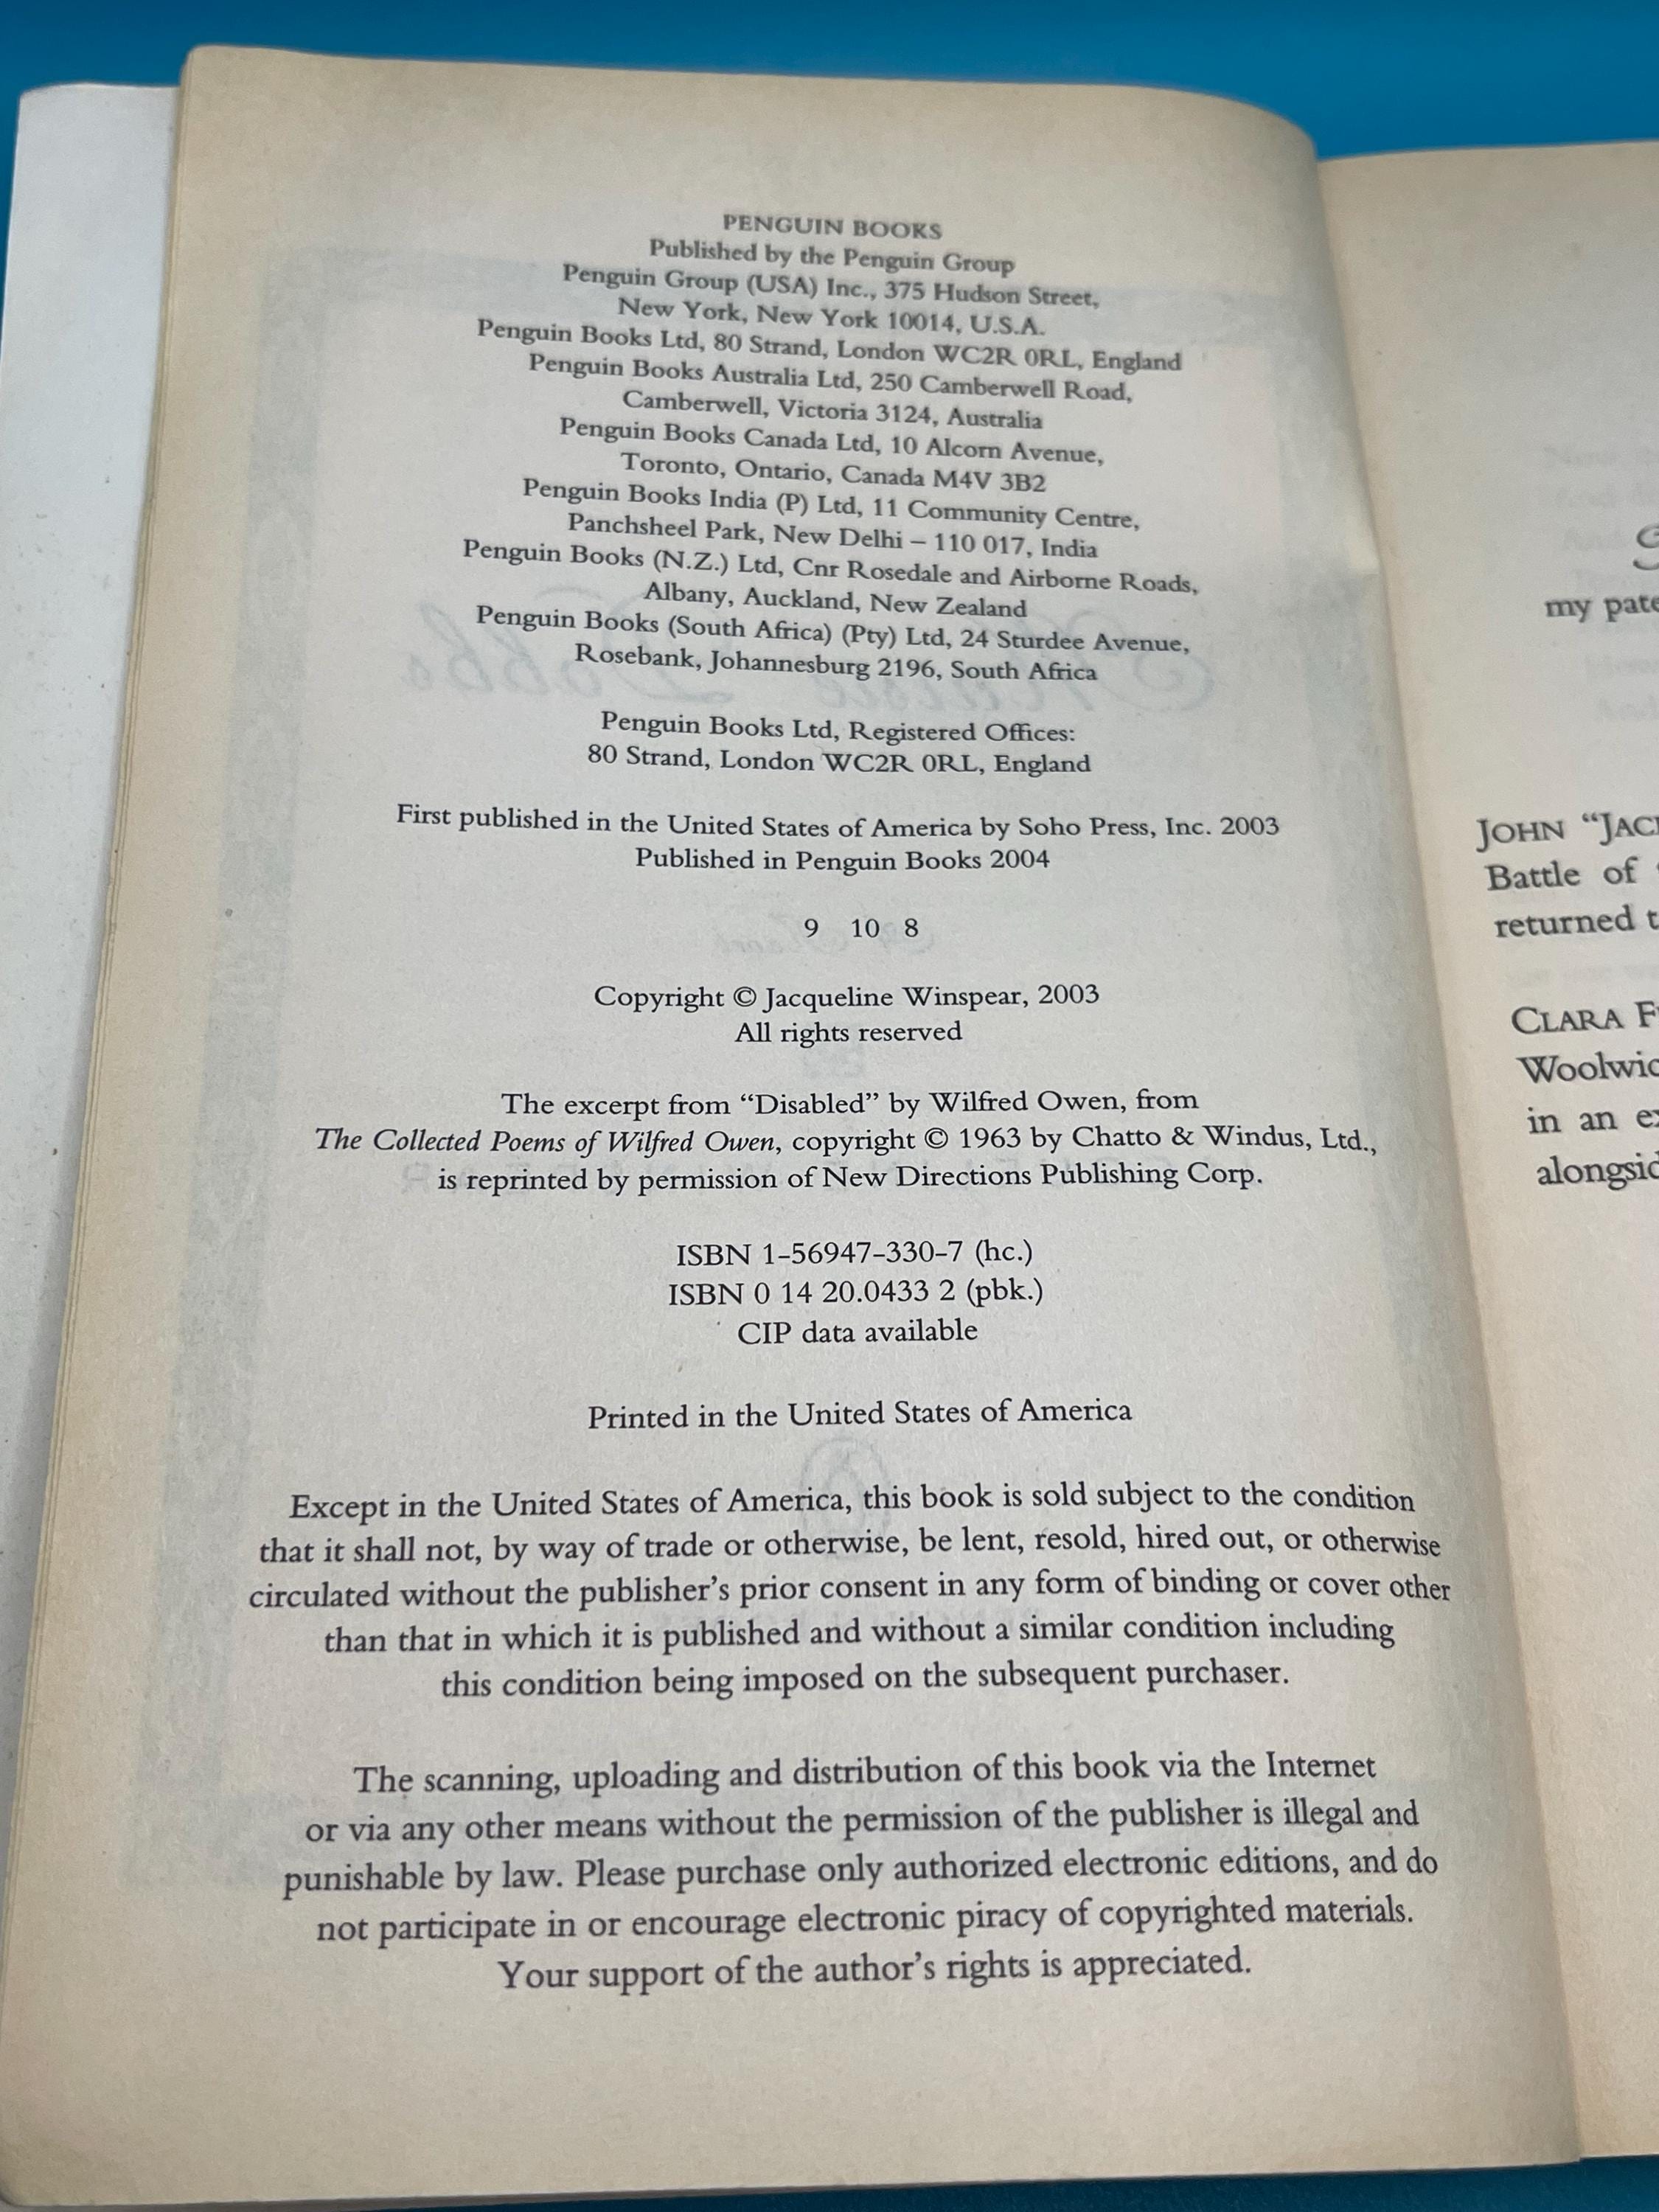 PENGUIN BOOKS
Published by the Penguin Group
Penguin Group (USA) Inc., 375 Hudson Street,
New York, New York 10014, U.S.A.
Penguin Books Ltd, 80 Strand, London WC2R 0RL, England
Penguin Books Australia Ltd, 250 Camberwell Road,
Camberwell, Victoria 3124, Australia
Penguin Books Canada Ltd, 10 Alcorn Avenue,
Toronto, Ontario, Canada M4V 3B2
Penguin Books India (P) Ltd, 11 Community Centre,
Panchsheel Park, New Delhi – 110 017, India
Penguin Books (N.Z.) Ltd, Cnr Rosedale and Airborne Roads,
Albany, Auckland, New Zealand
Penguin Books (South Africa) (Pty) Ltd, 24 Sturdee Avenue,
Rosebank, Johannesburg 2196, South Africa
Penguin Books Ltd, Registered Offices:
80 Strand, London WC2R 0RL, England
First published in the United States of America by Soho Press, Inc. 2003
Published in Penguin Books 2004
9 10 8
Copyright © Jacqueline Winspear, 2003
All rights reserved
The excerpt from “Disabled” by Wilfred Owen, from
The Collected Poems of Wilfred Owen, copyright © 1963 by Chatto & Windus, Ltd.,
is reprinted by permission of New Directions Publishing Corp.
ISBN 1-56947-330-7 (hc.)
ISBN 0 14 20.0433 2 (pbk.)
CIP data available
Printed in the United States of America
Except in the United States of America, this book is sold subject to the condition
that it shall not, by way of trade or otherwise, be lent, resold, hired out, or otherwise
circulated without the publisher’s prior consent in any form of binding or cover other
than that in which it is published and without a similar condition including
this condition being imposed on the subsequent purchaser.
The scanning, uploading and distribution of this book via the Internet
or via any other means without the permission of the publisher is illegal and
punishable by law. Please purchase only authorized electronic editions, and do
not participate in or encourage electronic piracy of copyrighted materials.
Your support of the author’s rights is appreciated.
my
JOHN
Battle of
returned
CLARA
in an